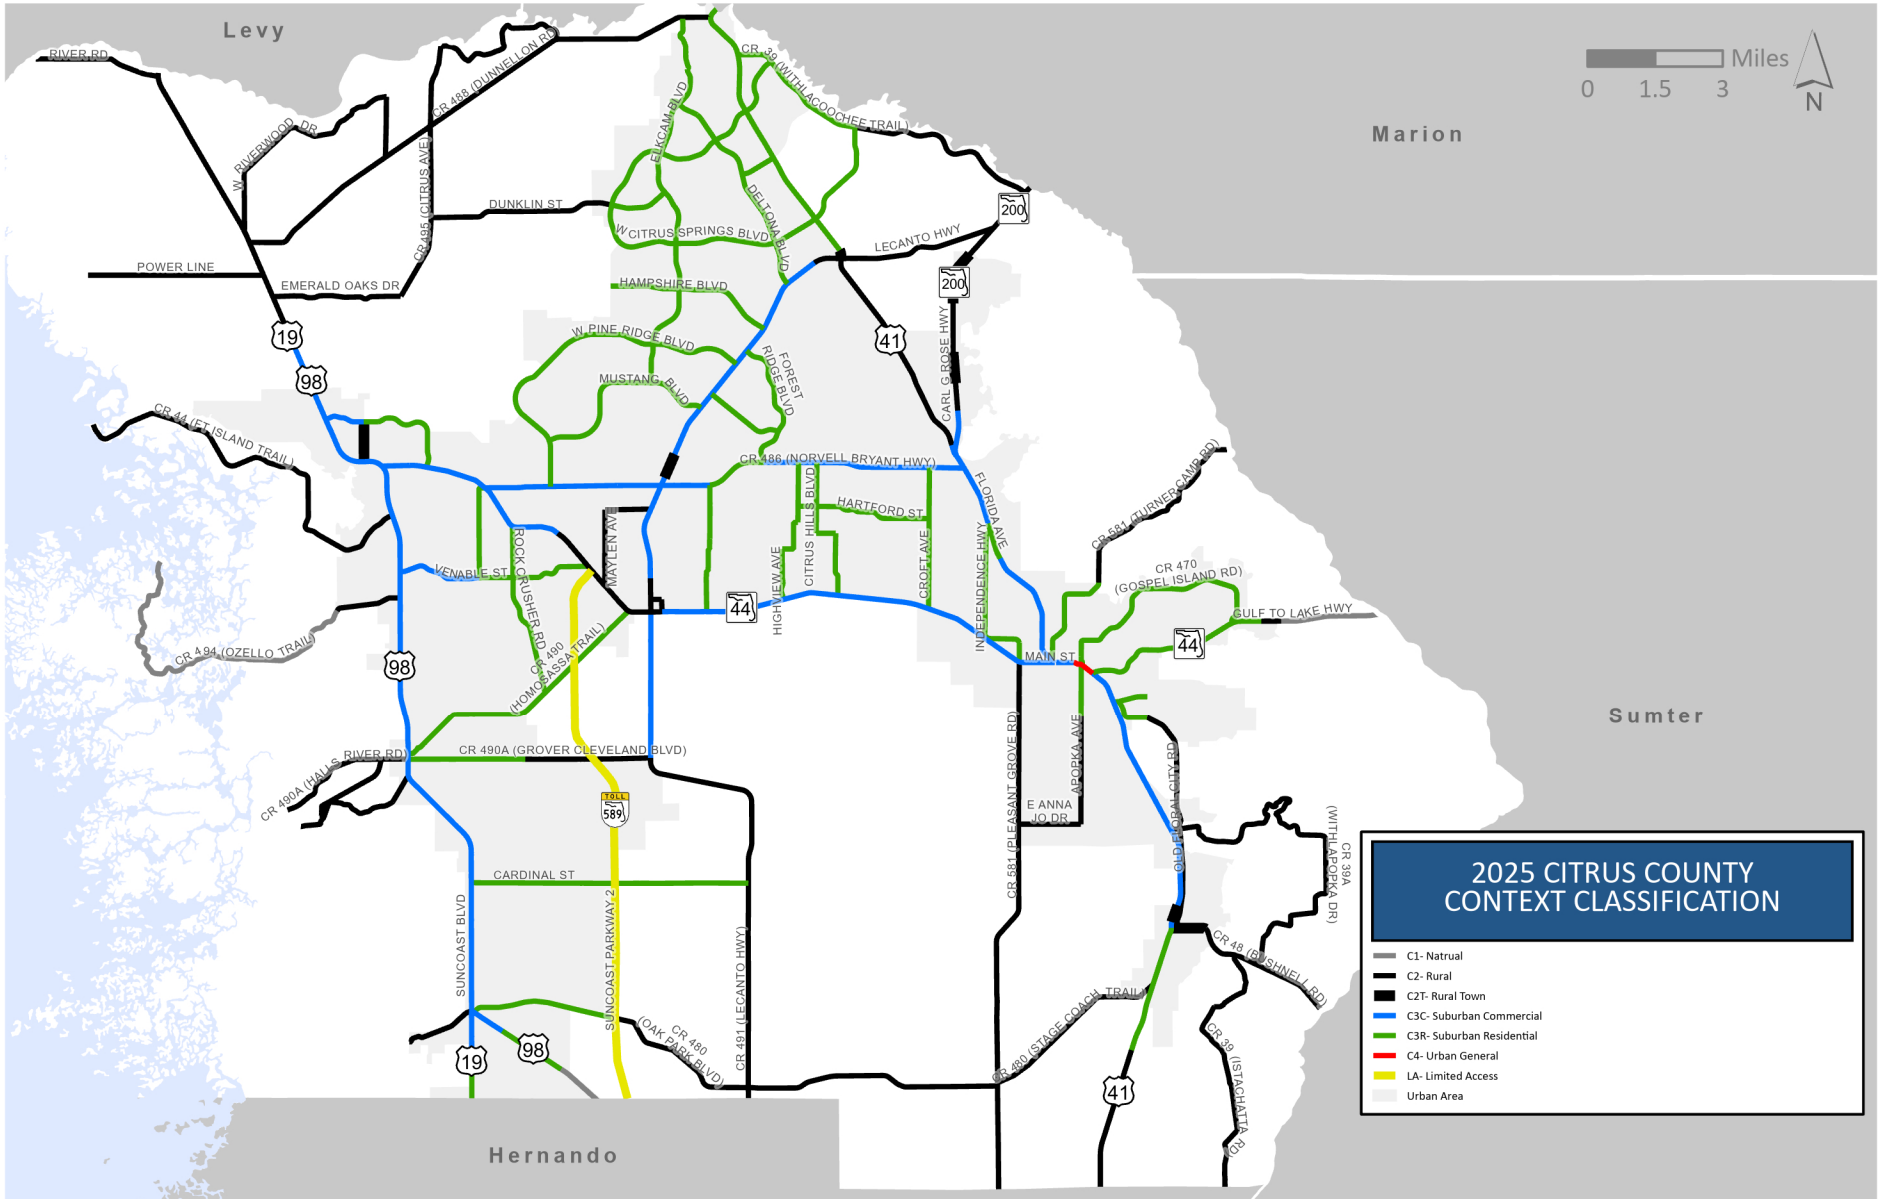 Levy
RIVER RD
CR 488 (DUNNELLON RD)
CR 39 (WITHLACOOCHEE TRAIL)
Miles
0 1.5 3
N
Marion
W RIVERWOOD DR
ELKCAM BLVD
CR 495 (CITRUS AVE)
DUNKLIN ST
DELTONA BLVD
200
W CITRUS SPRINGS BLVD
LECANTO HWY
POWER LINE
EMERALD OAKS DR
HAMPSHIRE BLVD
200
19
W PINE RIDGE BLVD
41
CARL G ROSE HWY
98
MUSTANG BLVD
FOREST
RIDGE BLVD
CR 44 (FT ISLAND TRAIL)
CR 486 (NORVELL BRYANT HWY)
FLORIDA AVE
CR 581 (TURNER CAMP RD)
CITRUS HILLS BLVD
HARTFORD ST
MAYLEN AVE
ROCK CRUSHER RD
VENABLE ST
HIGHVIEW AVE
CROFT AVE
INDEPENDENCE HWY
CR 470
(GOSPEL ISLAND RD)
44
GULF TO LAKE HWY
CR 494 (OZELLO TRAIL)
CR 490
(HOMOSASSA TRAIL)
44
MAIN ST
98
Sumter
CR 490A (HALLS RIVER RD)
CR 490A (GROVER CLEVELAND BLVD)
CR 581 (PLEASANT GROVE RD)
APOPKA AVE
OLD FLORAL CITY RD
TOLL
589
E ANNA
JO DR
CR 39A
(WITHLAPOPKA DR)
CARDINAL ST
SUNCOAST BLVD
SUNCOAST PARKWAY 2
CR 491 (LECANTO HWY)
CR 48 (BUSHNELL RD)
CR 480
(OAK PARK BLVD)
CR 480 (STAGE COACH TRAIL)
CR 39 (ISTACHATTA RD)
19
98
41
Hernando
2025 CITRUS COUNTY
CONTEXT CLASSIFICATION
C1- Natrual
C2- Rural
C2T- Rural Town
C3C- Suburban Commercial
C3R- Suburban Residential
C4- Urban General
LA- Limited Access
Urban Area